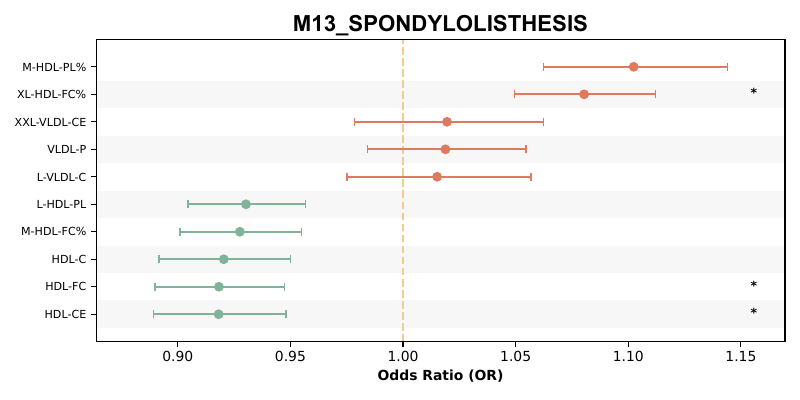 M13_SPONDYLOLISTHESIS
M-HDL-PL%
XL-HDL-FC% *
XXL-VLDL-CE
VLDL-P
L-VLDL-C
L-HDL-PL
M-HDL-FC%
HDL-C
HDL-FC *
HDL-CE *
0.90 0.95 1.00 1.05 1.10 1.15
Odds Ratio (OR)